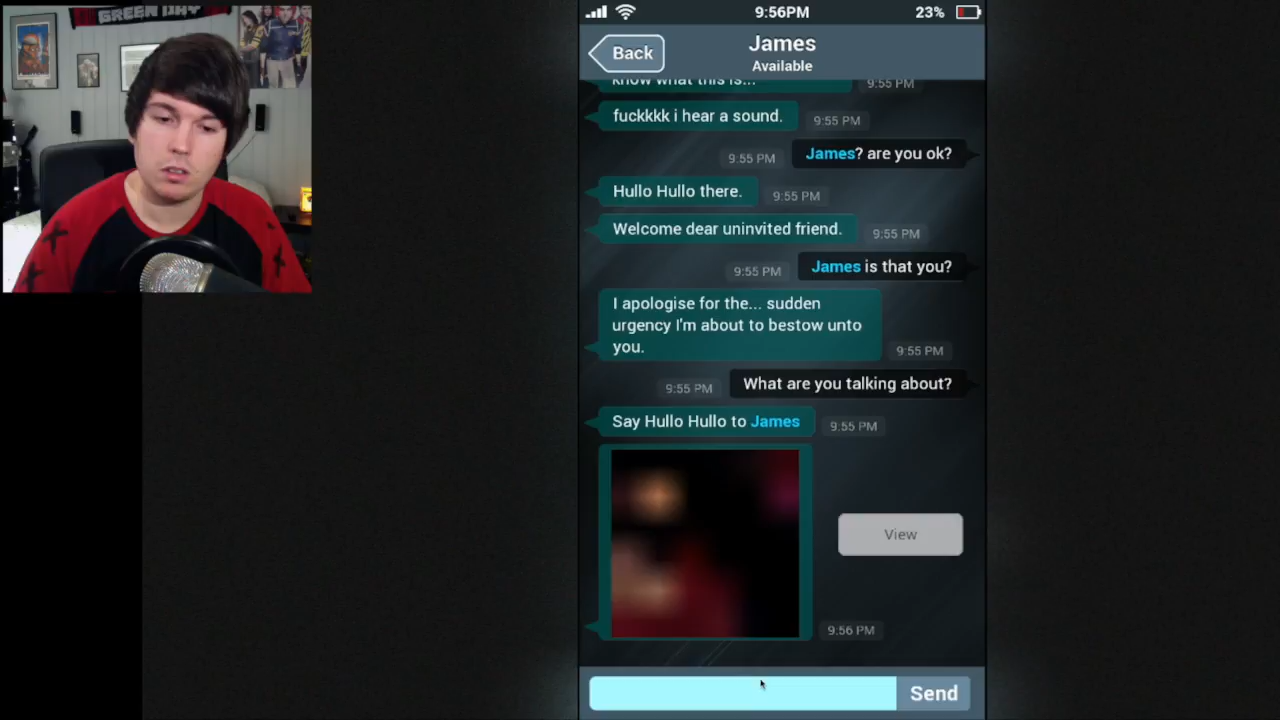 GREEN DAY
9:56PM
23%
Back
James
Available
know what this is...
9:55 PM
fuckkkk i hear a sound.
9:55 PM
9:55 PM
James? are you ok?
Hullo Hullo there.
9:55 PM
Welcome dear uninvited friend.
9:55 PM
9:55 PM
James is that you?
I apologise for the... sudden
urgency I'm about to bestow unto
you.
9:55 PM
9:55 PM
What are you talking about?
Say Hullo Hullo to James
9:55 PM
View
9:56 PM
Send